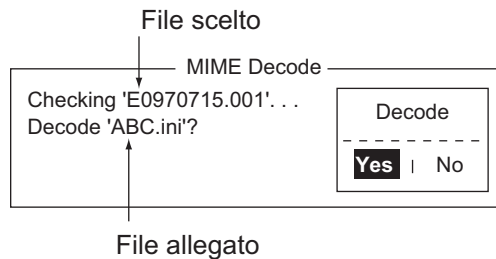 File scelto
MIME Decode
Checking 'E0970715.001'. . .
Decode 'ABC.ini'?
Decode
Yes | No
File allegato